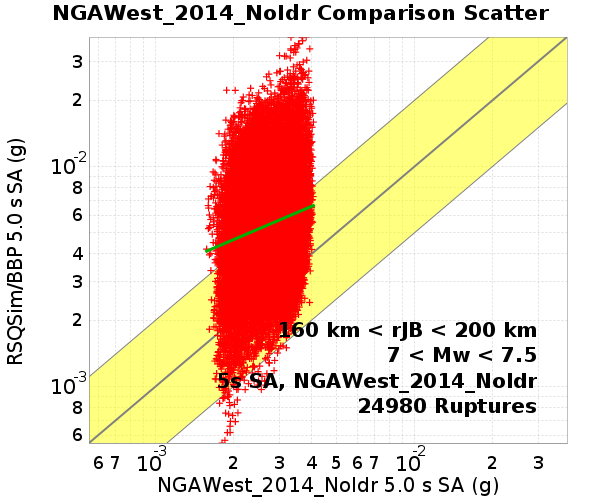 NGAWest_2014_NoIdr Comparison Scatter
RSQSim/BBP 5.0 s SA (g)
3
2
10-2
8
6
4
3
2
10-3
8
6
160 km < rJB < 200 km
7 < Mw < 7.5
5s SA, NGAWest_2014_NoIdr
24980 Ruptures
6 7 10-3 2 3 4 5 6 7 10-2 2 3
NGAWest_2014_NoIdr 5.0 s SA (g)